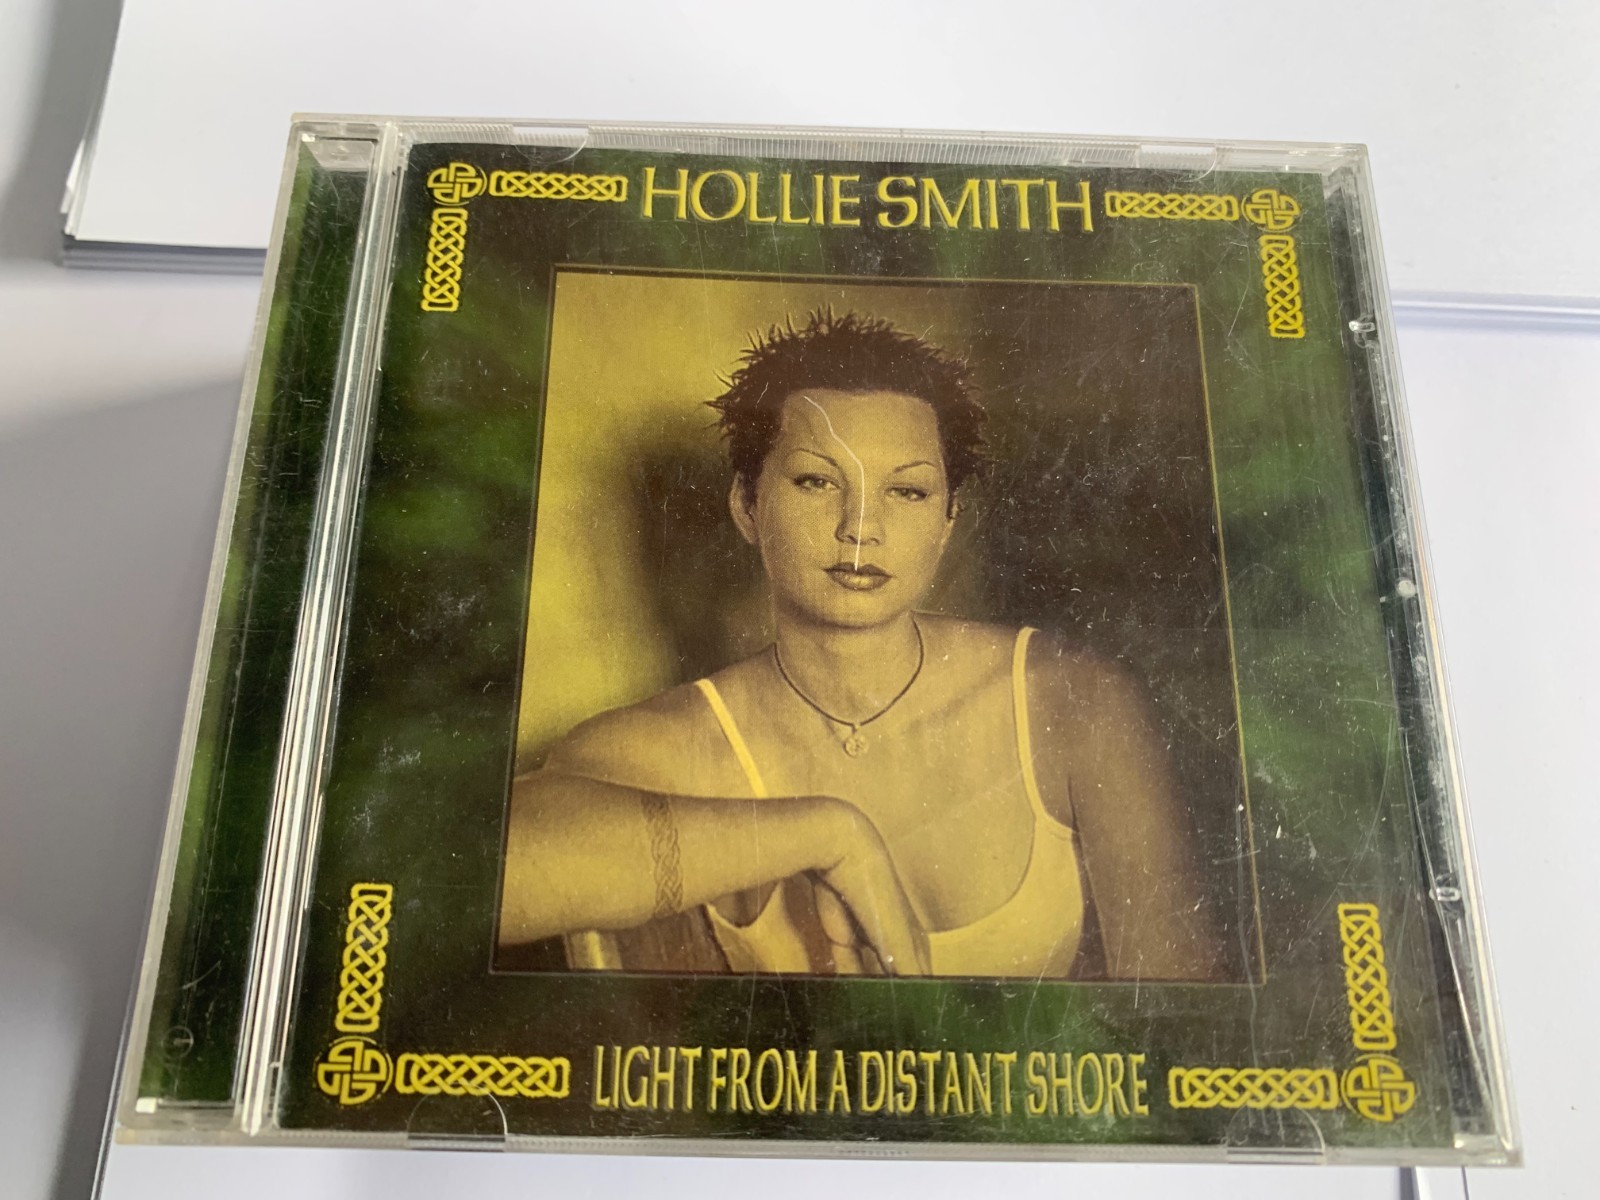 HOLLIE SMITH
LIGHT FROM A DISTANT SHORE